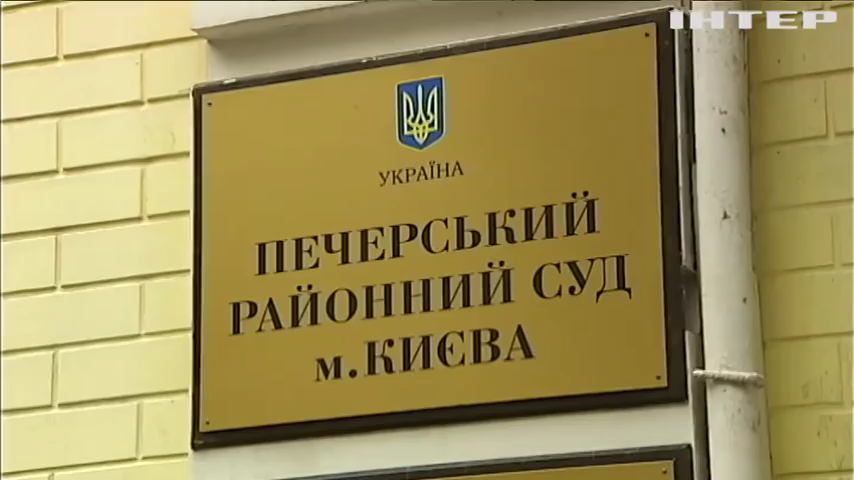 ІНТЕР
УКРАЇНА
ПЕЧЕРСЬКИЙ
РАЙОННИЙ СУД
м.КИЄВА